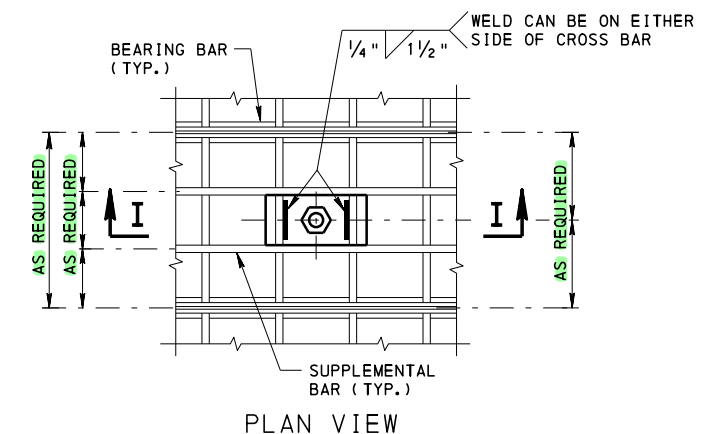 WELD CAN BE ON EITHER
SIDE OF CROSS BAR
1/4" 1 1/2"
BEARING BAR
(TYP.)
AS REQUIRED
AS REQUIRED
AS REQUIRED
I
I
SUPPLEMENTAL
BAR (TYP.)
PLAN VIEW